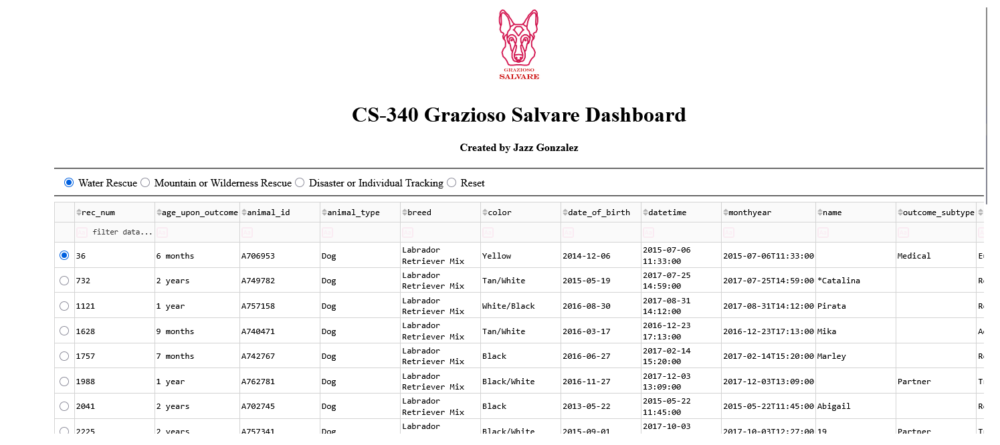 GRAZIOSO
SALVARE
CS-340 Grazioso Salvare Dashboard
Created by Jazz Gonzalez
Water Rescue Mountain or Wilderness Rescue Disaster or Individual Tracking Reset
rec_num age_upon_outcome animal_id animal_type breed color date_of_birth datetime monthyear name outcome_subtype
Aa filter data... Aa Aa Aa Aa Aa Aa Aa Aa Aa Aa
36 6 months A706953 Dog Labrador Retriever Mix Yellow 2014-12-06 2015-07-06 11:33:00 2015-07-06T11:33:00 Medical
732 2 years A749782 Dog Labrador Retriever Mix Tan/White 2015-05-19 2017-07-25 14:59:00 2017-07-25T14:59:00 *Catalina
1121 1 year A757158 Dog Labrador Retriever Mix White/Black 2016-08-30 2017-08-31 14:12:00 2017-08-31T14:12:00 Pirata
1628 9 months A740471 Dog Labrador Retriever Mix Tan/White 2016-03-17 2016-12-23 17:13:00 2016-12-23T17:13:00 Mika
1757 7 months A742767 Dog Labrador Retriever Mix Black 2016-06-27 2017-02-14 15:20:00 2017-02-14T15:20:00 Marley
1988 1 year A762781 Dog Labrador Retriever Mix Black/White 2016-11-27 2017-12-03 13:09:00 2017-12-03T13:09:00 Partner
2041 2 years A702745 Dog Labrador Retriever Mix Black 2013-05-22 2015-05-22 11:45:00 2015-05-22T11:45:00 Abigail
2225 2 years A757341 Dog Labrador Black/White 2015-09-01 2017-10-03 2017-10-03T12:27:00 19 Partner